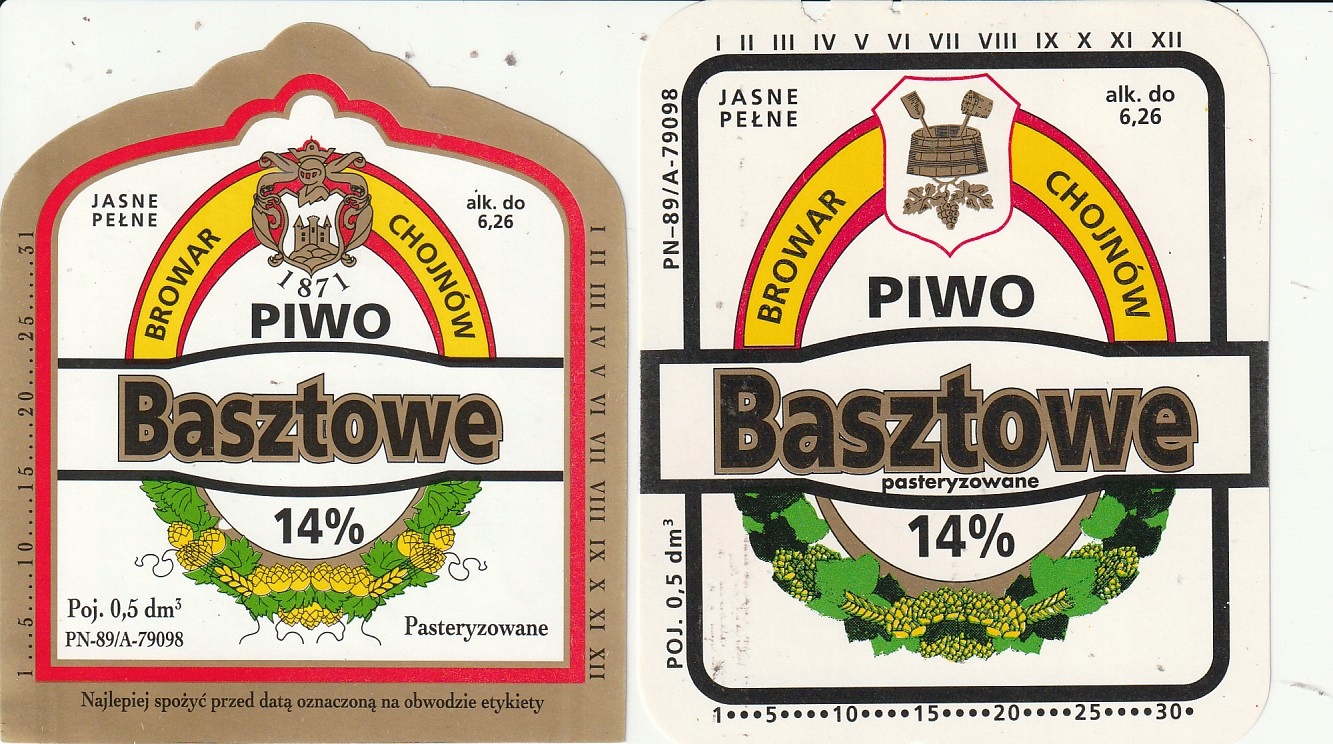 JASNE
PEŁNE
alk. do
6,26
BROWAR CHOJNÓW
1871
PIWO
Basztowe
14%
Poj. 0,5 dm³
PN-89/A-79098
Pasteryzowane
1....5....10....15....20....25.....31
I II III IV V VI VII VIII IX X XI XII
Najlepiej spożyć przed datą oznaczoną na obwodzie etykiety
I II III IV V VI VII VIII IX X XI XII
PN-89/A-79098
JASNE
PEŁNE
alk. do
6,26
BROWAR CHOJNÓW
PIWO
Basztowe
pasteryzowane
14%
POJ. 0,5 dm³
1•••5••••10••••15••••20••••25••••30•